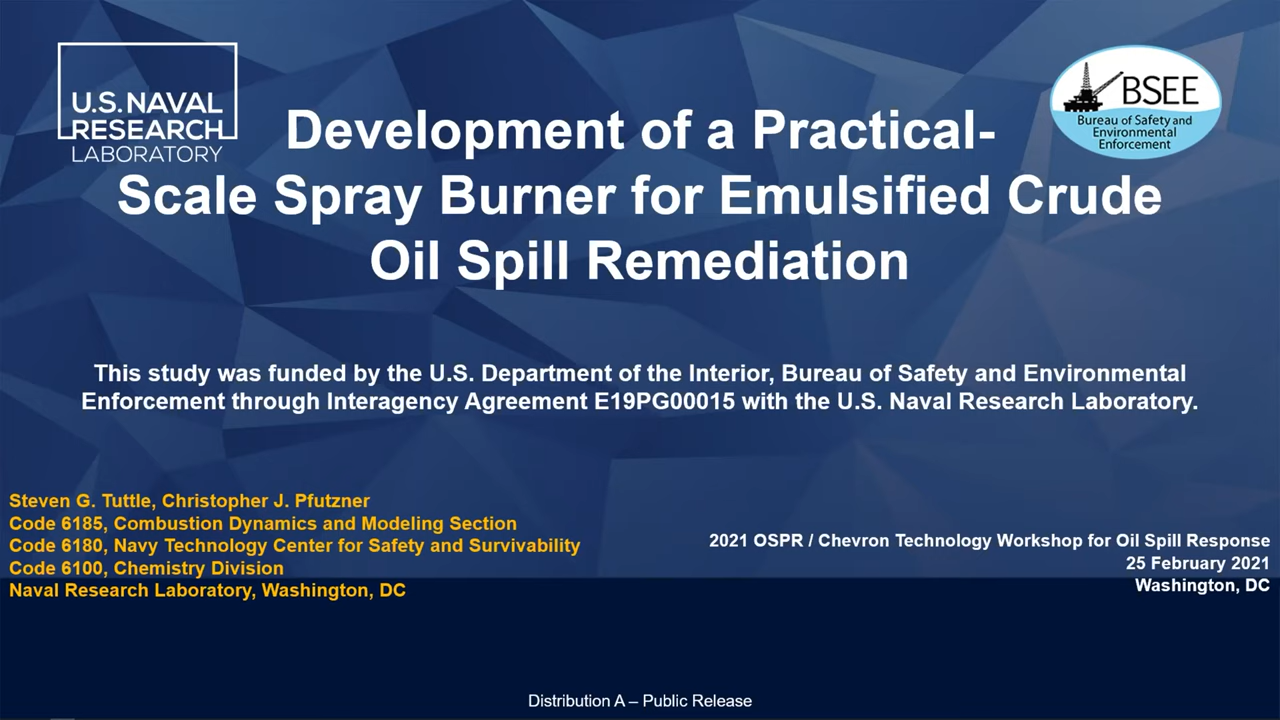 U.S. NAVAL
RESEARCH
LABORATORY
BSEE
Bureau of Safety and
Environmental
Enforcement
Development of a Practical-
Scale Spray Burner for Emulsified Crude
Oil Spill Remediation
This study was funded by the U.S. Department of the Interior, Bureau of Safety and Environmental
Enforcement through Interagency Agreement E19PG00015 with the U.S. Naval Research Laboratory.
Steven G. Tuttle, Christopher J. Pfutzner
Code 6185, Combustion Dynamics and Modeling Section
Code 6180, Navy Technology Center for Safety and Survivability
Code 6100, Chemistry Division
Naval Research Laboratory, Washington, DC
2021 OSPR / Chevron Technology Workshop for Oil Spill Response
25 February 2021
Washington, DC
Distribution A – Public Release